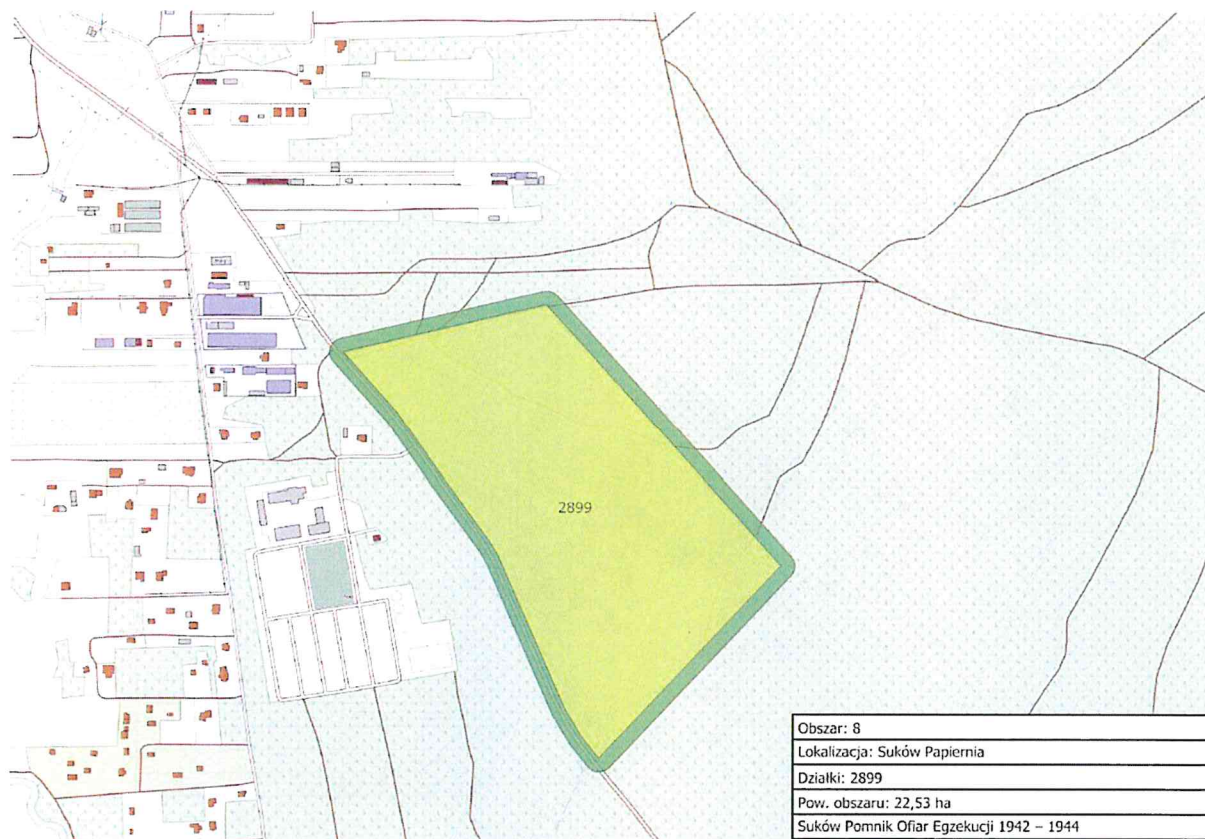 2899
Obszar: 8
Lokalizacja: Suków Papiernia
Działki: 2899
Pow. obszaru: 22,53 ha
Suków Pomnik Ofiar Egzekucji 1942 – 1944